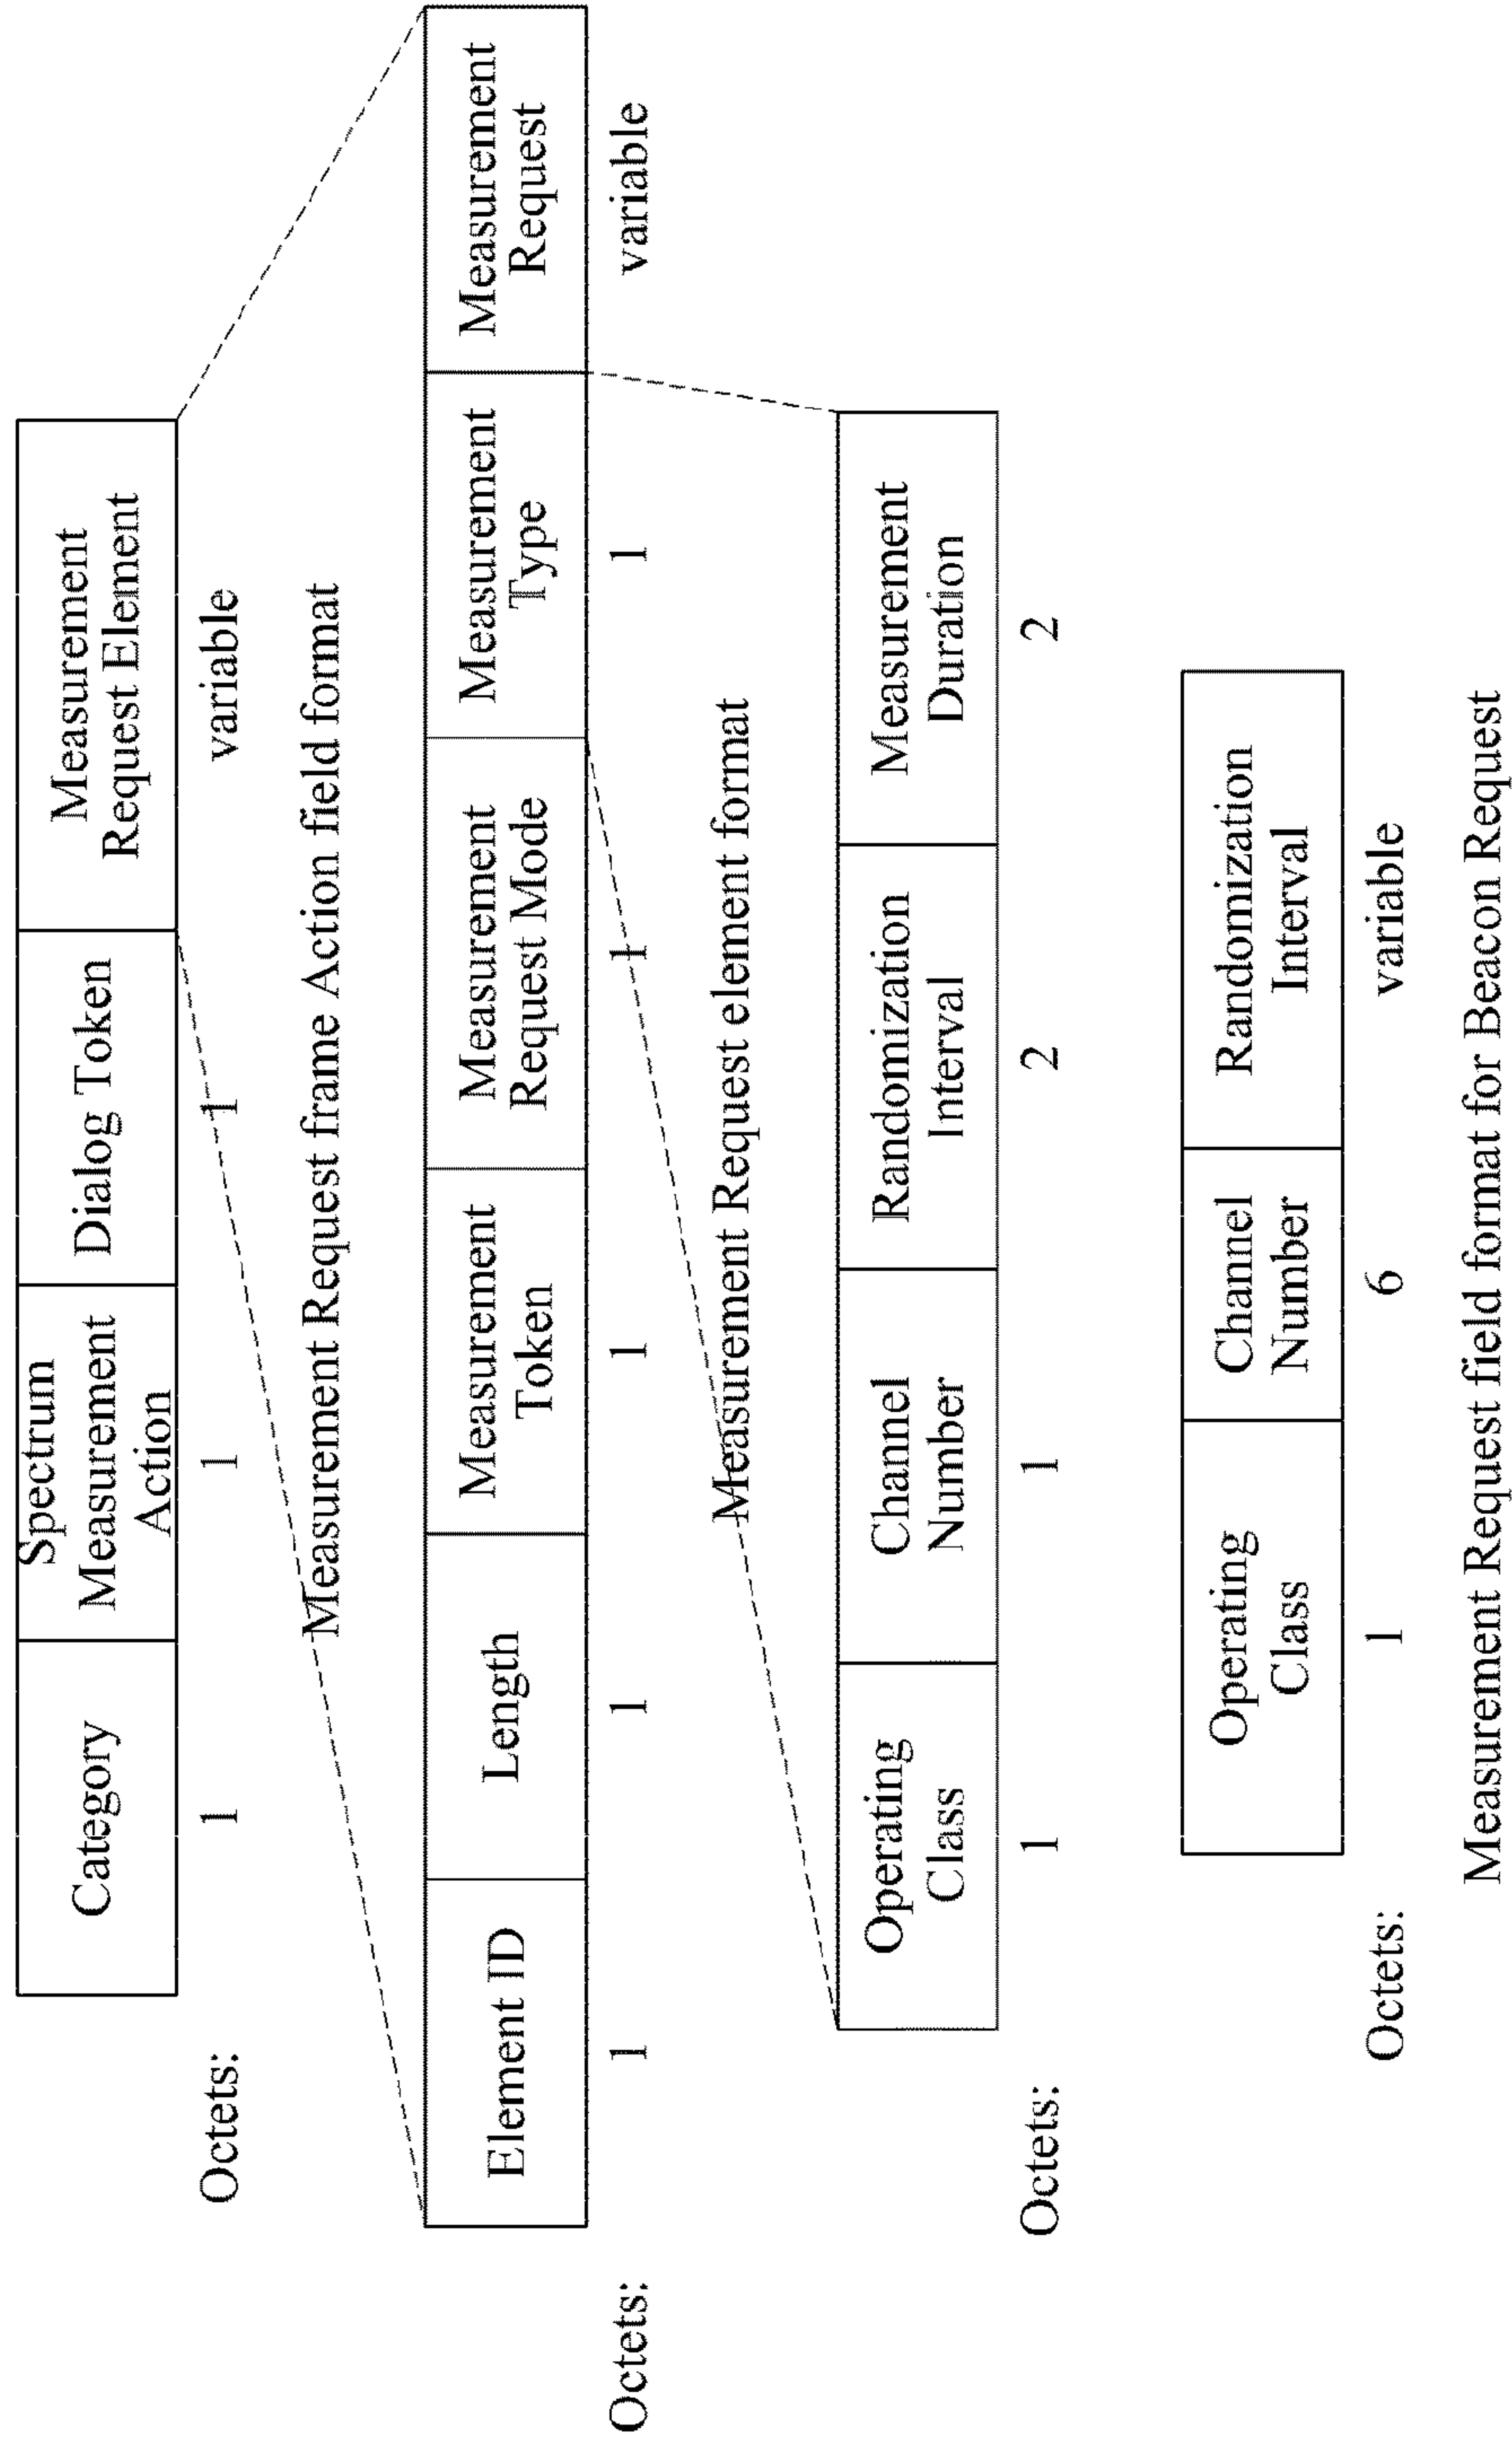 Category
Spectrum
Measurement
Action
Dialog Token
Measurement
Request Element
Octets:
1
1
1
variable
Measurement Request frame Action field format
Element ID
Length
Measurement
Token
Measurement
Request Mode
Measurement
Type
Measurement
Request
Octets:
1
1
1
1
1
variable
Measurement Request element format
Operating
Class
Channel
Number
Randomization
Interval
Measurement
Duration
Octets:
1
1
2
2
Operating
Class
Channel
Number
Randomization
Interval
Octets:
1
6
variable
Measurement Request field format for Beacon Request